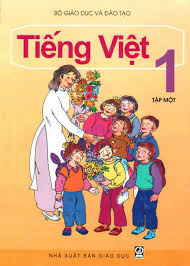 BỘ GIÁO DỤC VÀ ĐÀO TẠO
Tiếng Việt
1
TẬP MỘT
NHÀ XUẤT BẢN GIÁO DỤC